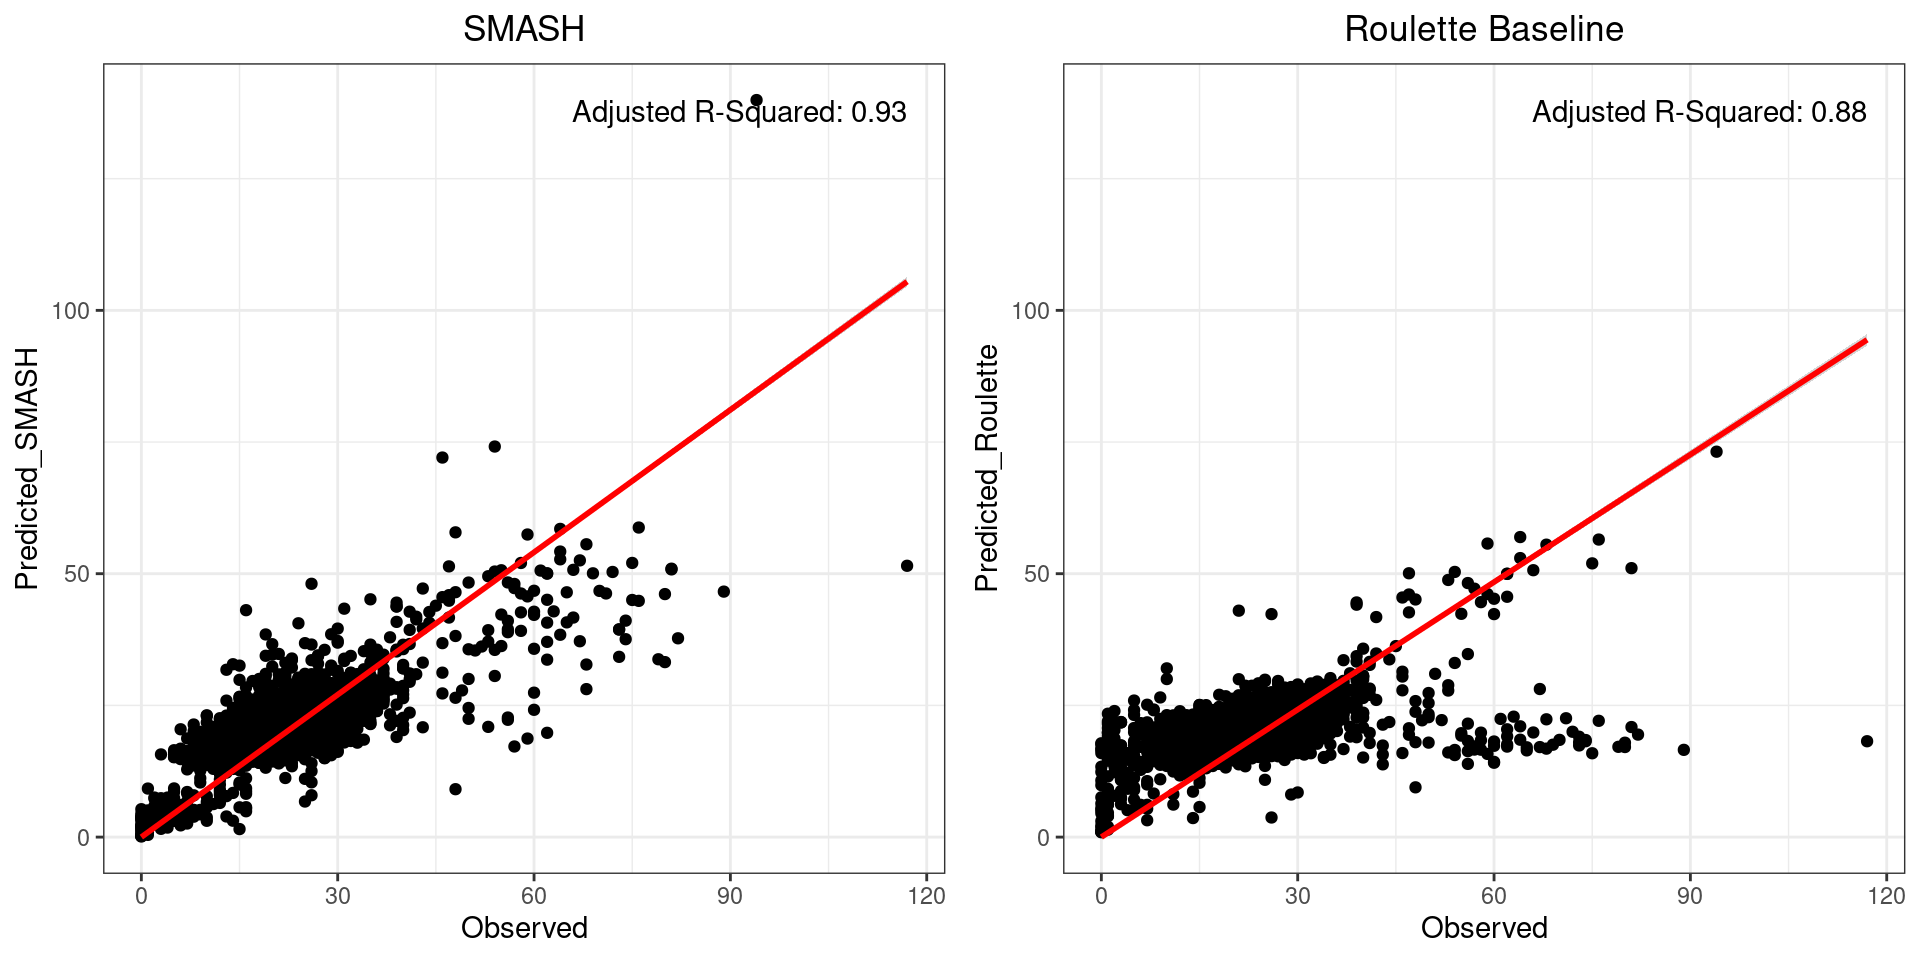 SMASH
Adjusted R-Squared: 0.93
Predicted_SMASH
100
50
0
0 30 60 90 120
Observed
Roulette Baseline
Adjusted R-Squared: 0.88
Predicted_Roulette
100
50
0
0 30 60 90 120
Observed